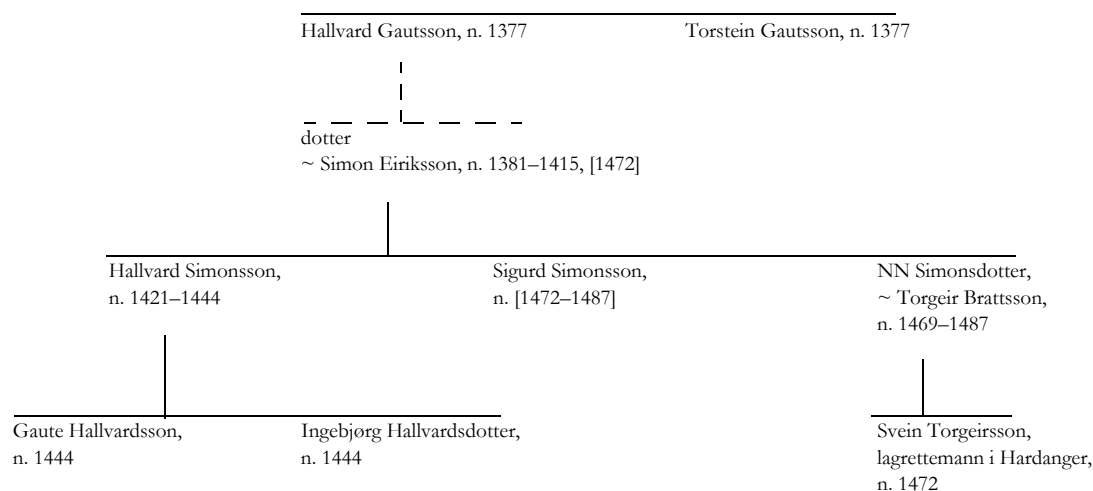 Hallvard Gautsson, n. 1377
Torstein Gautsson, n. 1377
dotter
~ Simon Eiriksson, n. 1381–1415, [1472]
Hallvard Simonsson,
n. 1421–1444
Sigurd Simonsson,
n. [1472–1487]
NN Simonsdotter,
~ Torgeir Brattsson,
n. 1469–1487
Gaute Hallvardsson,
n. 1444
Ingebjørg Hallvardsdotter,
n. 1444
Svein Torgeirsson,
lagrettemann i Hardanger,
n. 1472